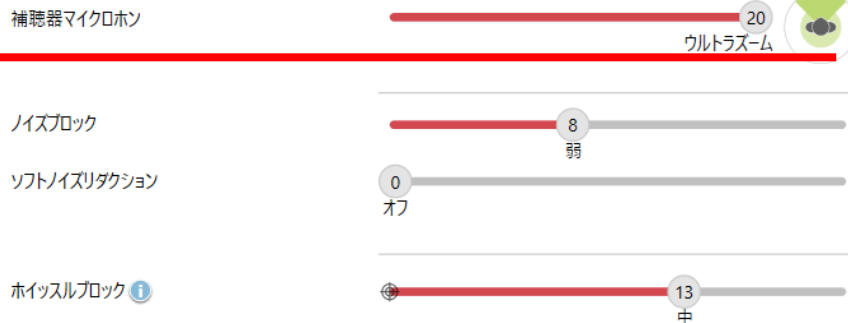 補聴器マイクロホン
20
ウルトラズーム
ノイズブロック
8
弱
ソフトノイズリダクション
0
オフ
ホイッスルブロック i
13
中